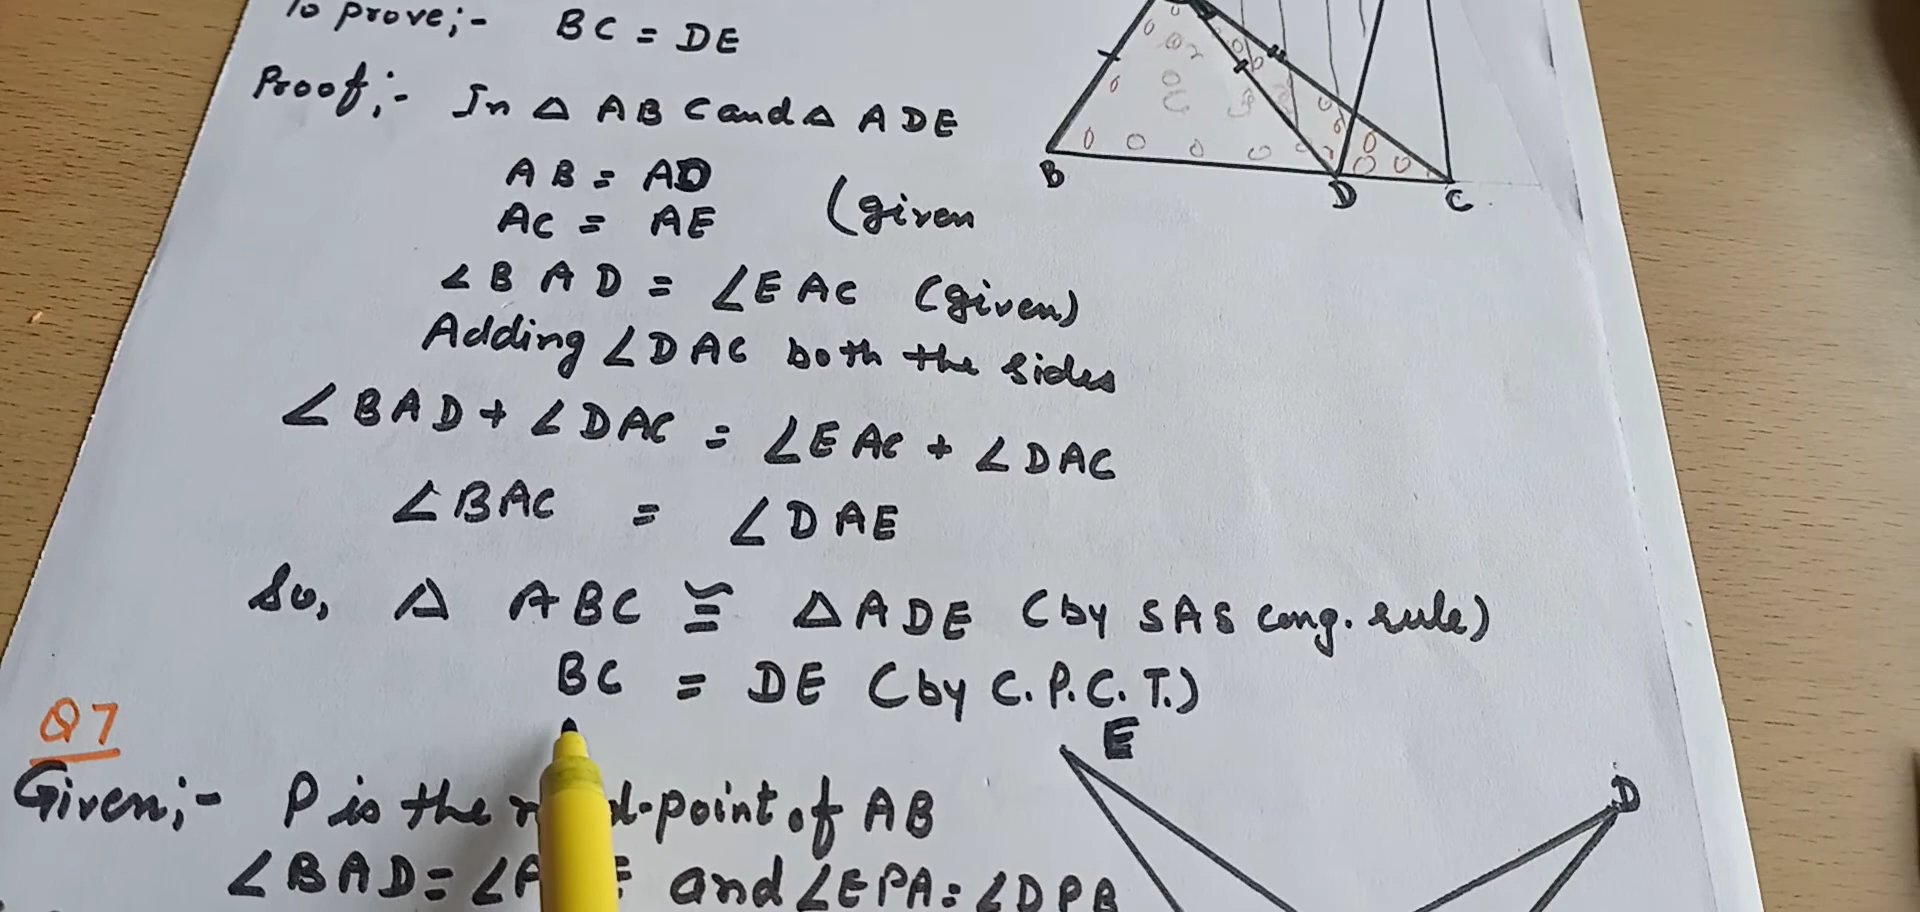 To prove;- BC = DE
Proof;- In △ ABC and △ ADE
AB = AD
AC = AE (given
∠BAD = ∠EAC (given)
Adding ∠DAC both the sides
∠BAD + ∠DAC = ∠EAC + ∠DAC
∠BAC = ∠DAE
So, △ ABC ≅ △ADE (by SAS cong. rule)
BC = DE (by C.P.C.T.)
Q7
Given;- P is the -point of AB
∠BAD = and ∠EPA = ∠DPB
B
D
C
E
D